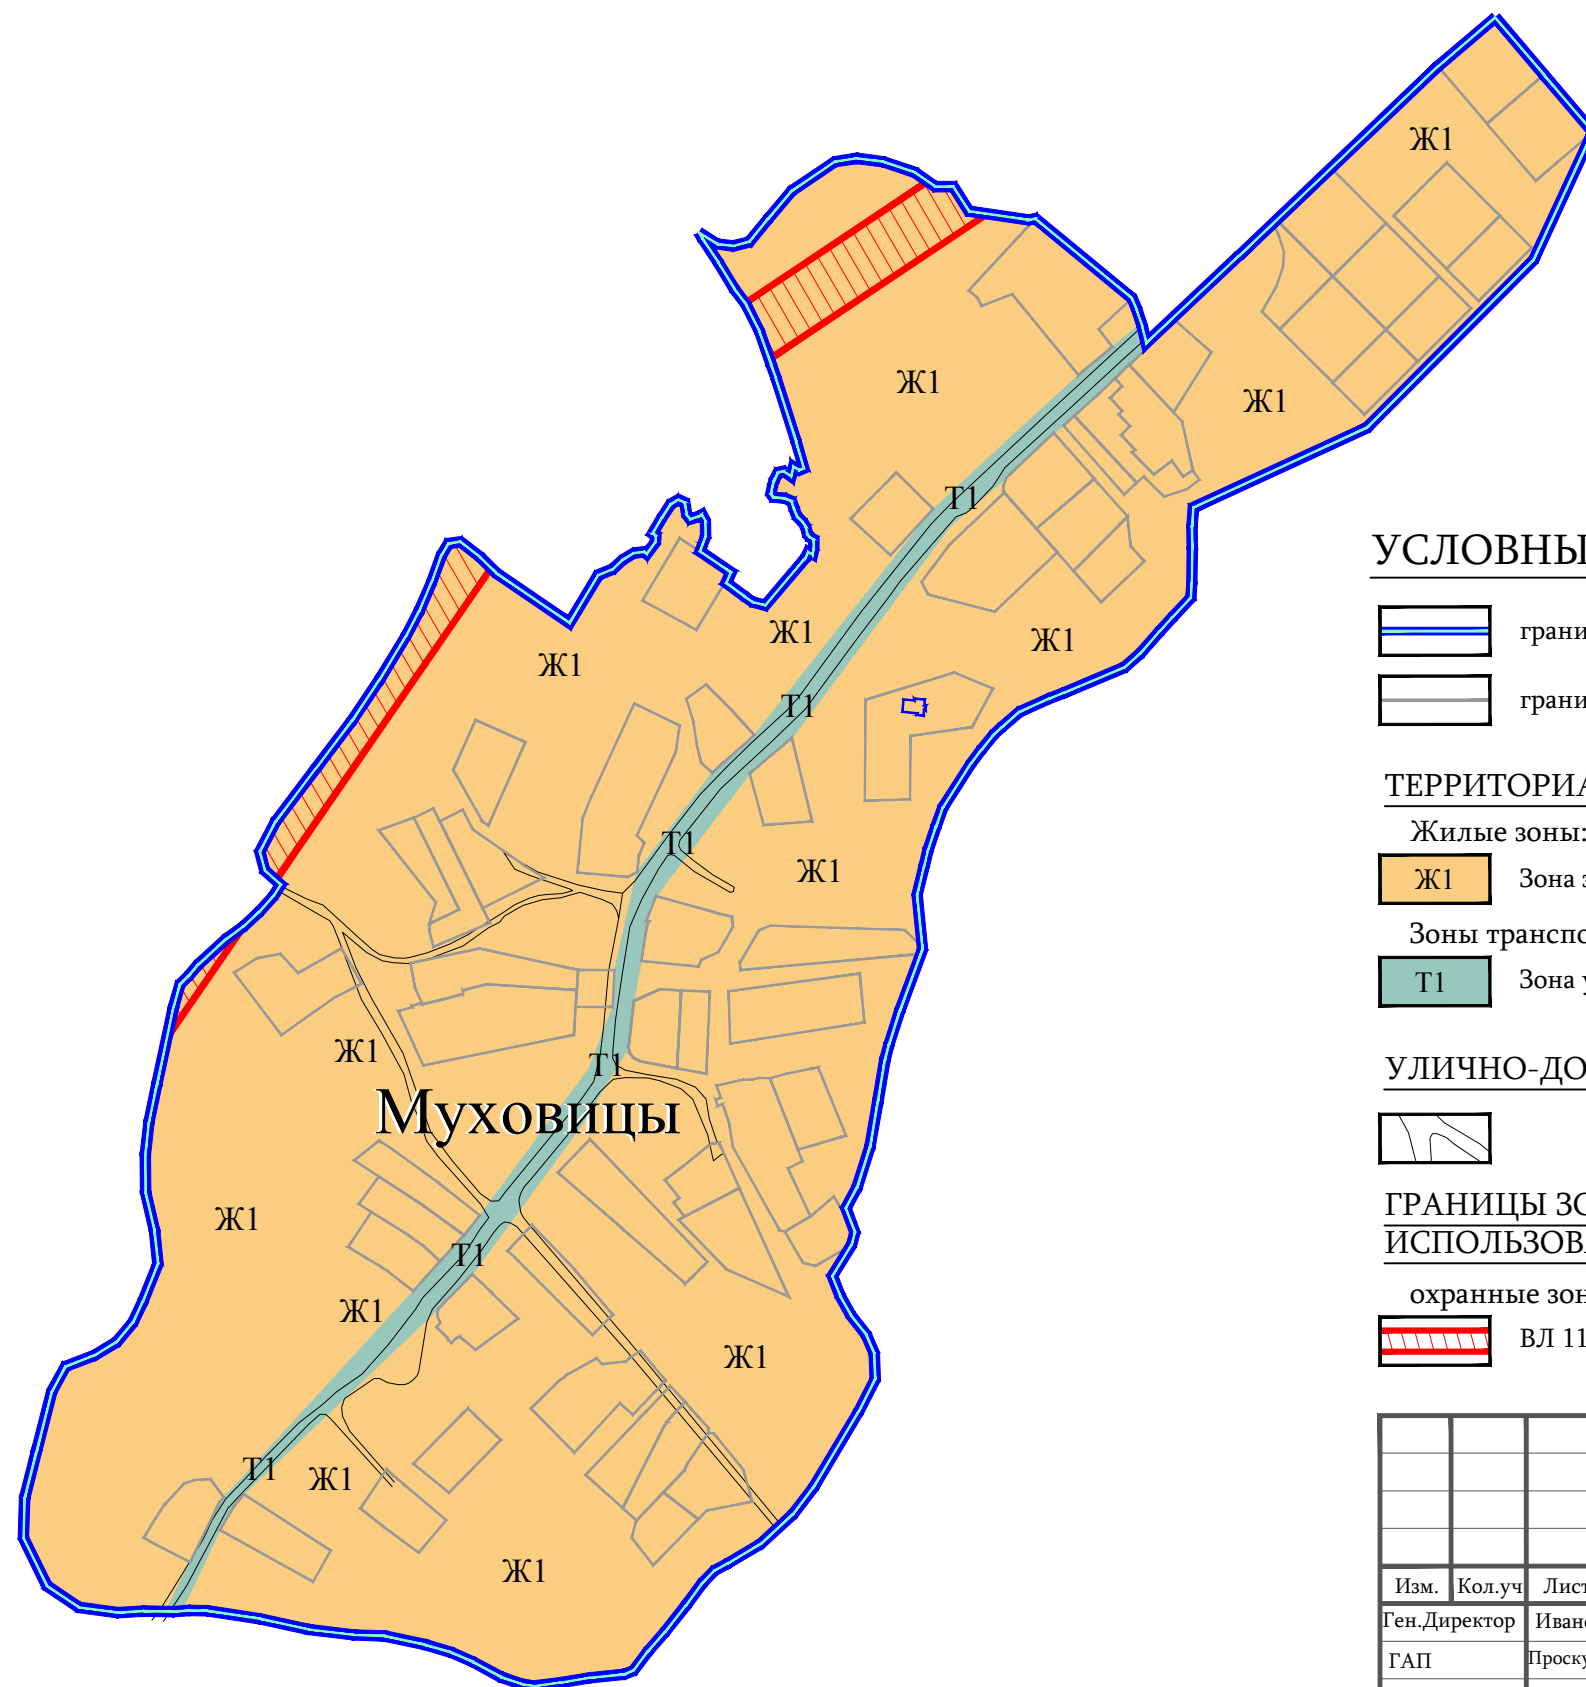 Ж1
Ж1
Ж1
Т1
Ж1
Ж1
Ж1
Т1
Т1
Ж1
Ж1
Т1
Муховицы
Ж1
Т1
Ж1
Ж1
Т1
Ж1
Ж1
УСЛОВНЫ
грани
грани
ТЕРРИТОРИА
Жилые зоны:
Ж1 Зона з
Зоны транспо
Т1 Зона у
УЛИЧНО-ДО
ГРАНИЦЫ ЗО
ИСПОЛЬЗОВА
охранные зон
ВЛ 11
Изм. Кол.уч Лист
Ген.Директор Ивано
ГАП Проску